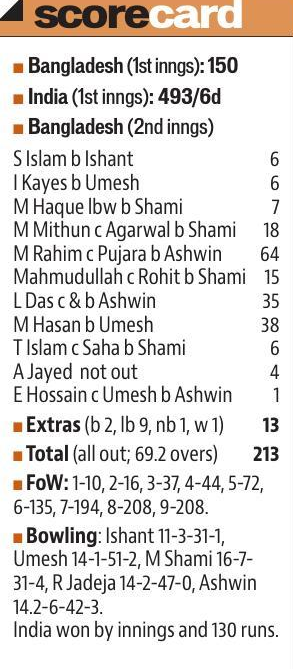 scorecard
Bangladesh (1st inngs): 150
India (1st inngs): 493/6d
Bangladesh (2nd inngs)
S Islam b Ishant 6
I Kayes b Umesh 6
M Haque lbw b Shami 7
M Mithun c Agarwal b Shami 18
M Rahim c Pujara b Ashwin 64
Mahmudullah c Rohit b Shami 15
L Das c & b Ashwin 35
M Hasan b Umesh 38
T Islam c Saha b Shami 6
A Jayed not out 4
E Hossain c Umesh b Ashwin 1
Extras (b 2, lb 9, nb 1, w 1) 13
Total (all out; 69.2 overs) 213
FoW: 1-10, 2-16, 3-37, 4-44, 5-72,
6-135, 7-194, 8-208, 9-208.
Bowling: Ishant 11-3-31-1,
Umesh 14-1-51-2, M Shami 16-7-
31-4, R Jadeja 14-2-47-0, Ashwin
14.2-6-42-3.
India won by innings and 130 runs.